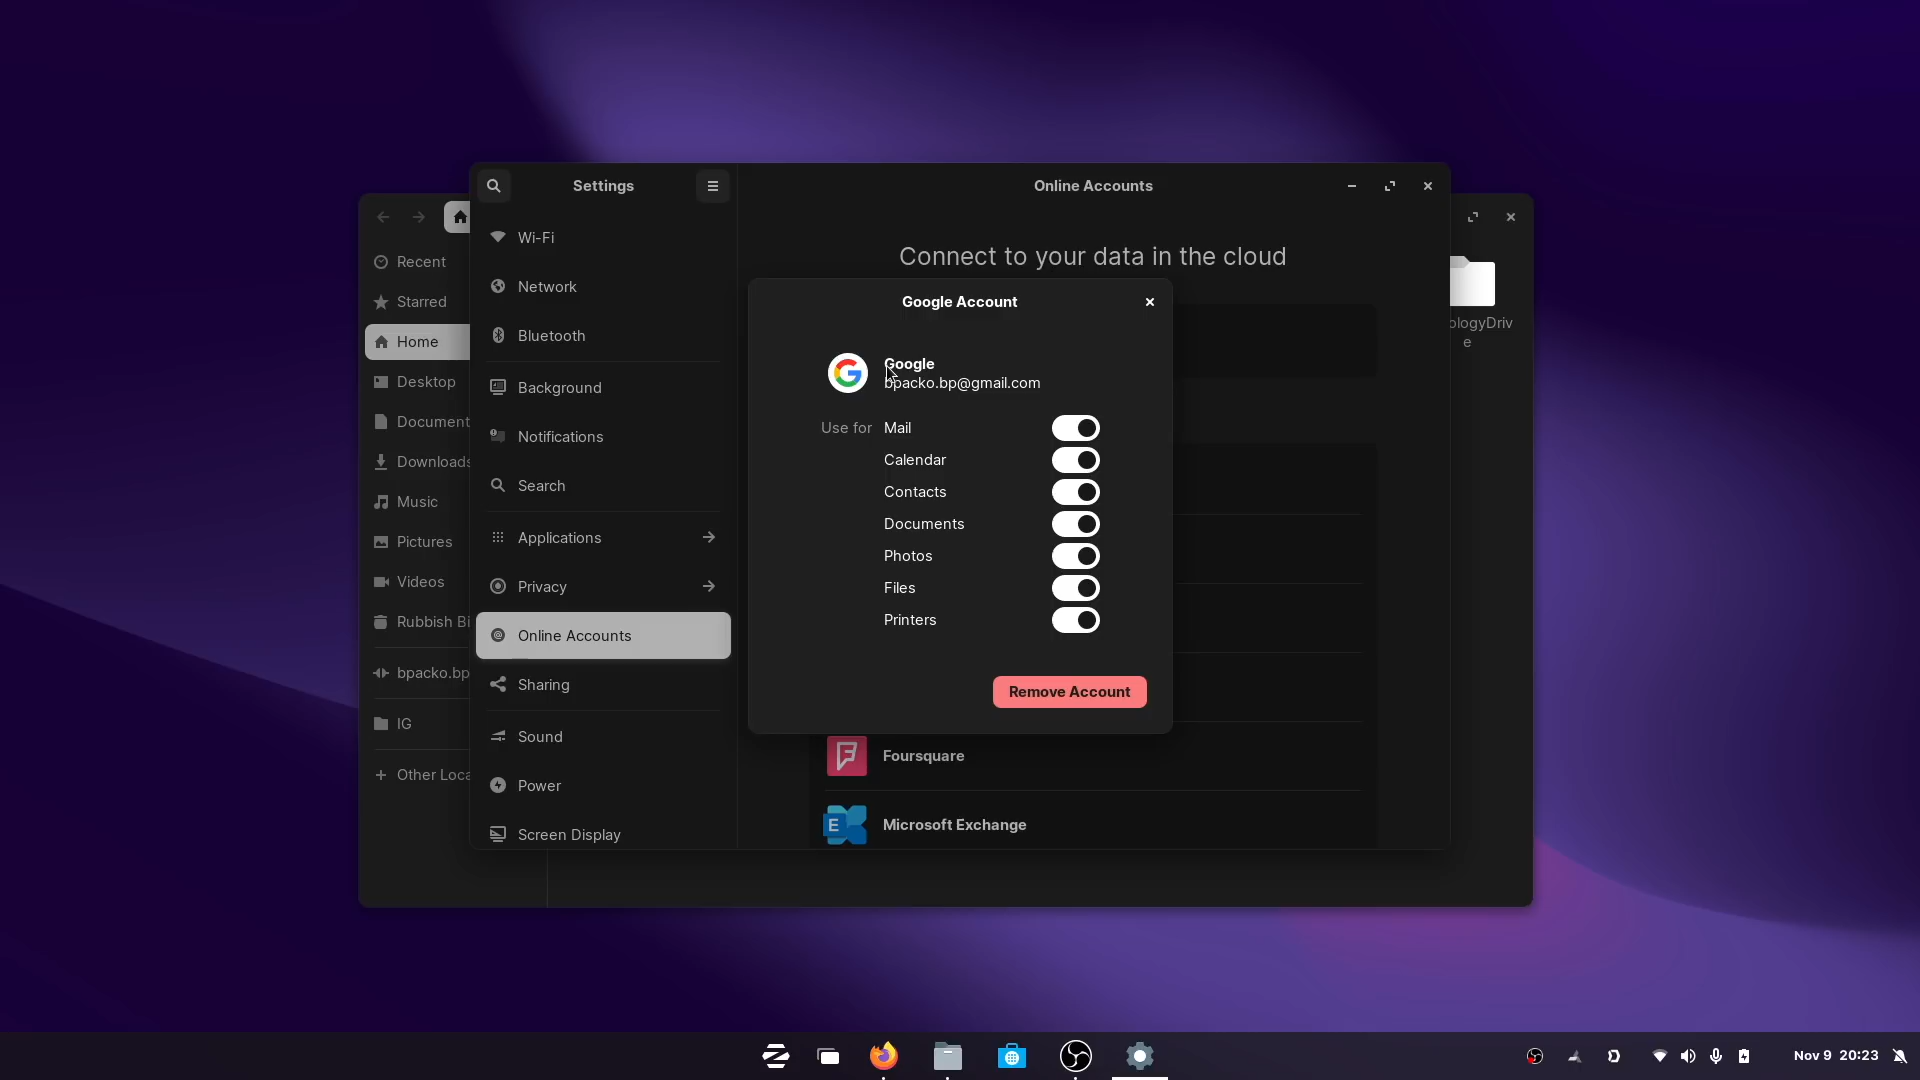 Settings
Online Accounts
Wi-Fi
Network
Bluetooth
Background
Notifications
Search
Applications
Privacy
Online Accounts
Sharing
Sound
Power
Screen Display
Recent
Starred
Home
Desktop
Document
Downloads
Music
Pictures
Videos
Rubbish Bi
bpacko.bp
IG
Other Loca
Connect to your data in the cloud
Google Account
Google
bpacko.bp@gmail.com
Use for Mail
Calendar
Contacts
Documents
Photos
Files
Printers
Remove Account
Foursquare
E
Microsoft Exchange
ologyDriv
e
Nov 9 20:23